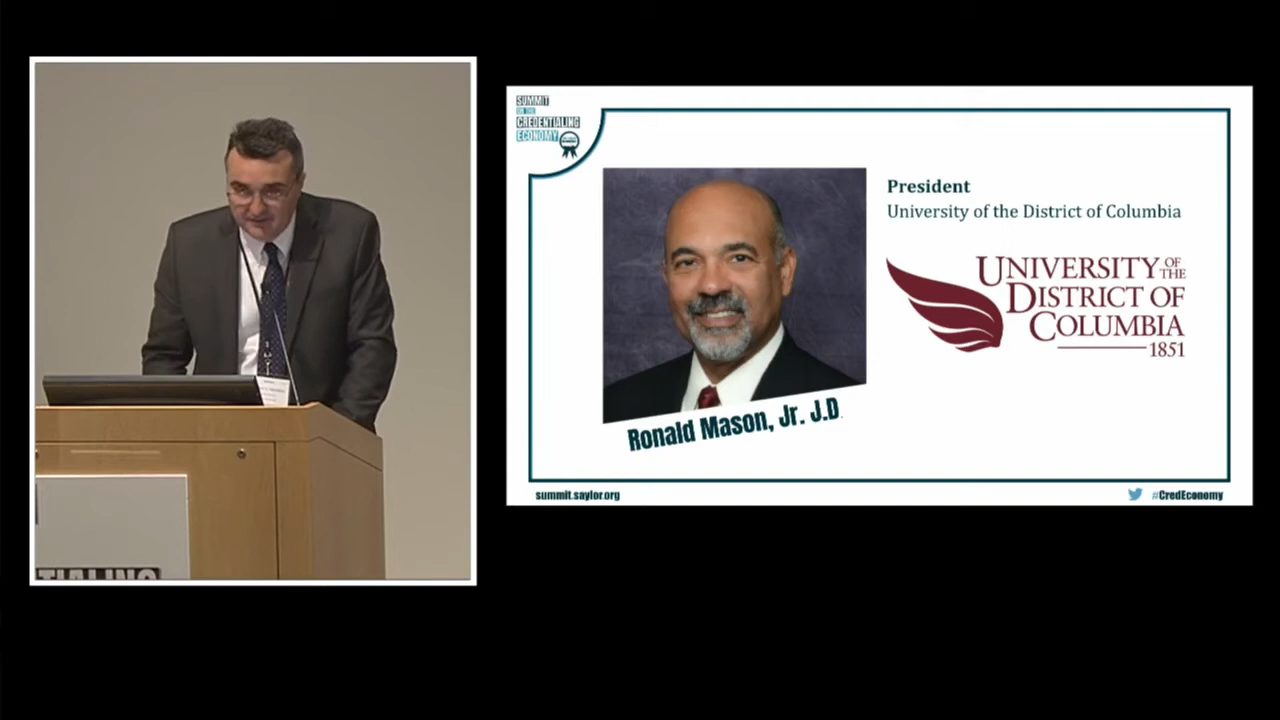 SUMMIT
ON THE
CREDENTIALING
ECONOMY
President
University of the District of Columbia
UNIVERSITY OF THE
DISTRICT OF
COLUMBIA
1851
Ronald Mason, Jr. J.D.
summit.saylor.org
#CredEconomy
TIALING